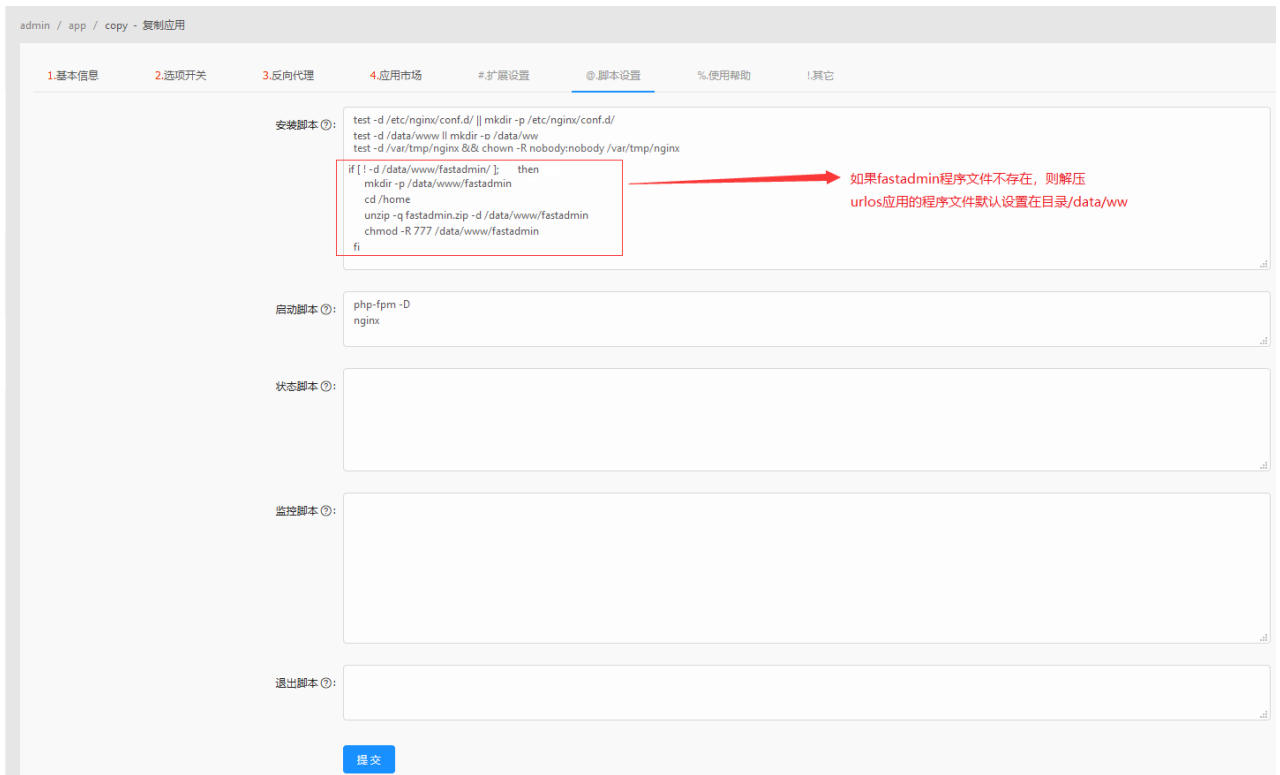 admin / app / copy - 复制应用
1.基本信息 2.选项开关 3.反向代理 4.应用市场 #.扩展设置 @.脚本设置 %.使用帮助 !.其它
安装脚本?:
test -d /etc/nginx/conf.d/ || mkdir -p /etc/nginx/conf.d/
test -d /data/www || mkdir -p /data/ww
test -d /var/tmp/nginx && chown -R nobody:nobody /var/tmp/nginx
if [ ! -d /data/www/fastadmin/ ]; then
mkdir -p /data/www/fastadmin
cd /home
unzip -q fastadmin.zip -d /data/www/fastadmin
chmod -R 777 /data/www/fastadmin
fi
如果fastadmin程序文件不存在，则解压
urlos应用的程序文件默认设置在目录/data/ww
启动脚本?:
php-fpm -D
nginx
状态脚本?:
监控脚本?:
退出脚本?:
提交